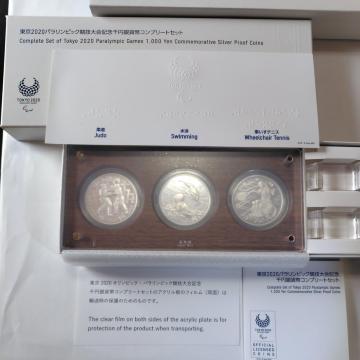 東京2020パラリンピック競技大会記念千円銀貨幣コンプリートセット
Complete Set of Tokyo 2020 Paralympic Games 1,000 Yen Commemorative Silver Proof Coins
TOKYO 2020
柔道
Judo
水泳
Swimming
車いすテニス
Wheelchair Tennis
東京 2020 オリンピック・パラリンピック競技大会記念
千円銀貨幣コンプリートセットのアクリル板のフィルム（両面）は
輸送時の保護のためのものです。
The clear film on both sides of the acrylic plate is for
protection of the product when transporting.
東京2020パラリンピック競技大会記念
千円銀貨幣コンプリートセット
Complete Set of Tokyo 2020 Paralympic Games
1,000 Yen Commemorative Silver Proof Coins
TOKYO 2020
OFFICIAL
LICENSED